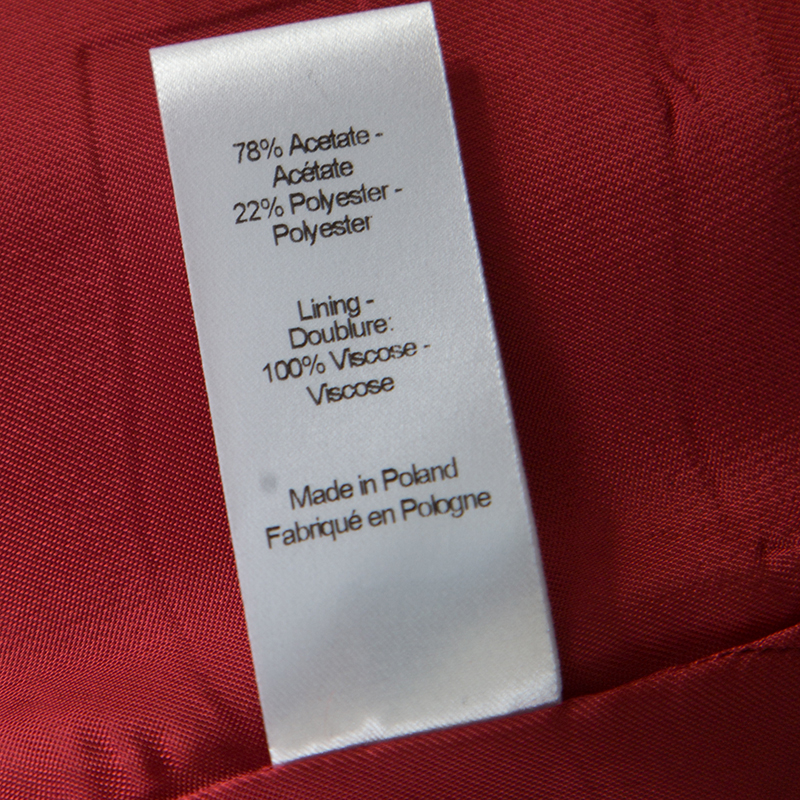 78% Acetate -
Acétate
22% Polyester -
Polyester
Lining -
Doublure:
100% Viscose -
Viscose
Made in Poland
Fabriqué en Pologne